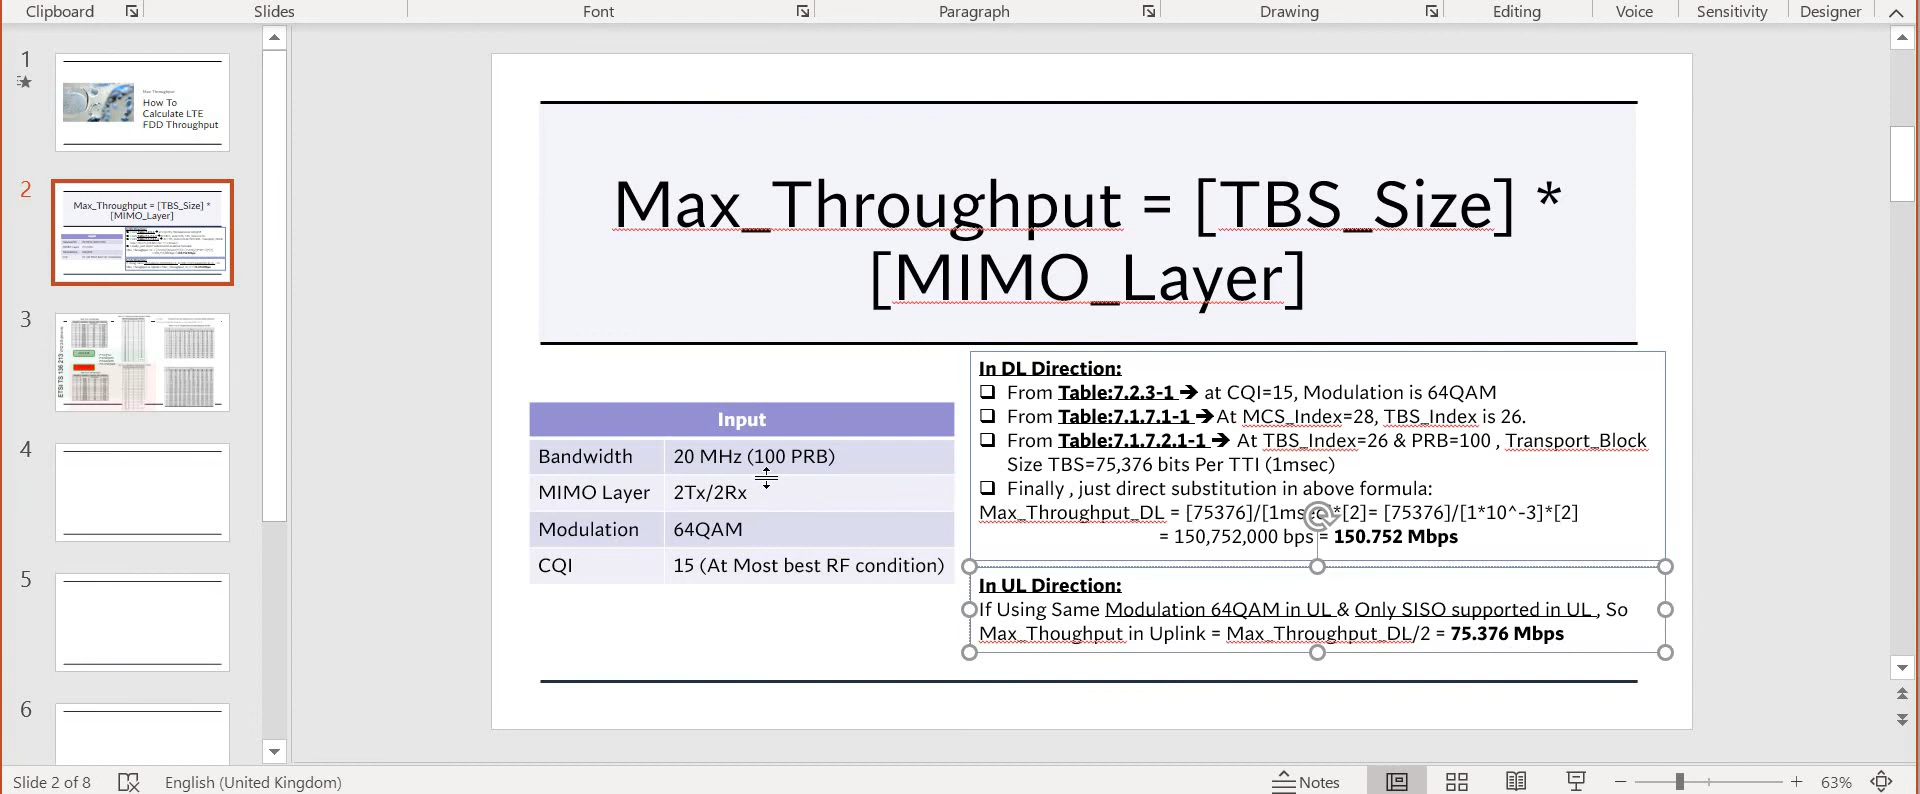 Clipboard
Slides
Font
Paragraph
Drawing
Editing
Voice
Sensitivity
Designer
1
Max Throughput
How To
Calculate LTE
FDD Throughput
2
Max_Throughput = [TBS_Size] *
[MIMO_Layer]
3
ETSI TS 136 213
4
5
6
Max_Throughput = [TBS_Size] *
[MIMO_Layer]
Input
Bandwidth 20 MHz (100 PRB)
MIMO Layer 2Tx/2Rx
Modulation 64QAM
CQI 15 (At Most best RF condition)
In DL Direction:
❑ From Table:7.2.3-1 ➔ at CQI=15, Modulation is 64QAM
❑ From Table:7.1.7.1-1 ➔At MCS_Index=28, TBS_Index is 26.
❑ From Table:7.1.7.2.1-1 ➔ At TBS_Index=26 & PRB=100 , Transport_Block
Size TBS=75,376 bits Per TTI (1msec)
❑ Finally , just direct substitution in above formula:
Max_Throughput_DL = [75376]/[1msec *[2]= [75376]/[1*10^-3]*[2]
= 150,752,000 bps = 150.752 Mbps
In UL Direction:
If Using Same Modulation 64QAM in UL & Only SISO supported in UL , So
Max_Thoughput in Uplink = Max_Throughput_DL/2 = 75.376 Mbps
Slide 2 of 8
English (United Kingdom)
Notes
63%